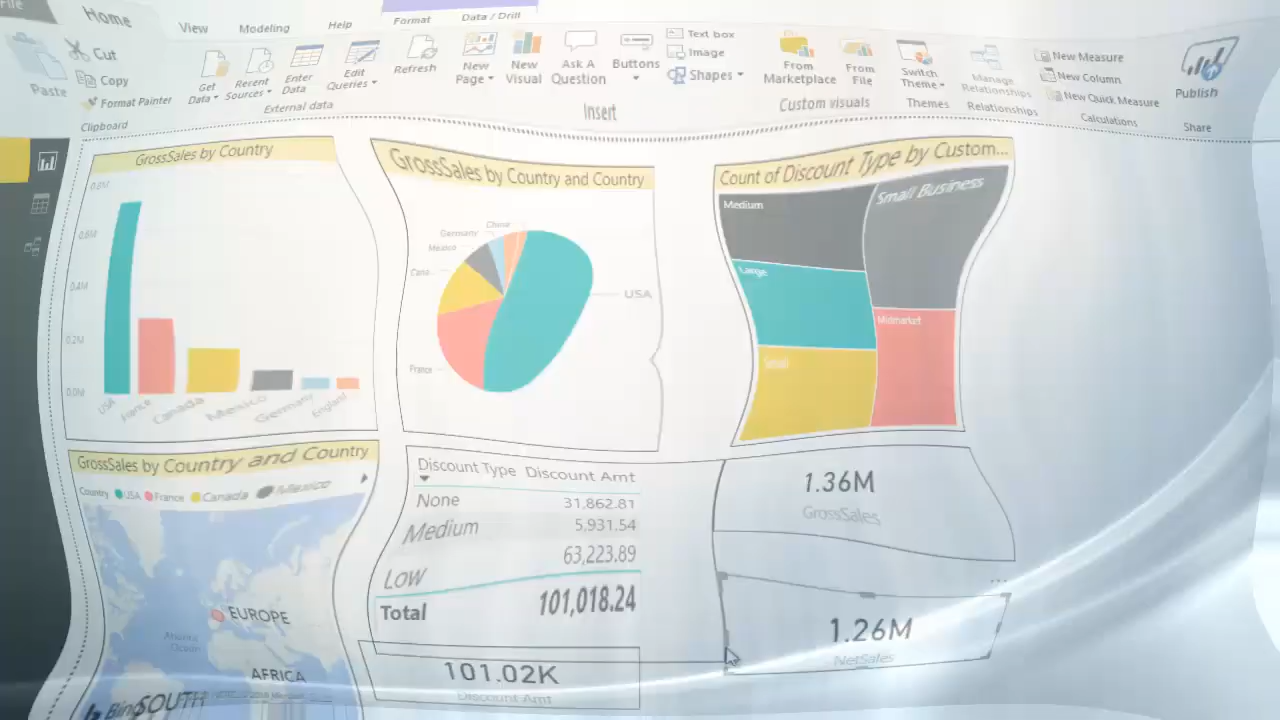 File
Home
View
Modeling
Help
Format
Data / Drill
Paste
Cut
Copy
Format Painter
Clipboard
Get Data
Recent Sources
Enter Data
Edit Queries
External data
Refresh
New Page
New Visual
Ask A Question
Buttons
Text box
Image
Shapes
Insert
From Marketplace
From File
Custom visuals
Switch Theme
Themes
Manage Relationships
Relationships
New Measure
New Column
New Quick Measure
Calculations
Publish
Share
GrossSales by Country
0.8M
0.6M
0.4M
0.2M
0.0M
USA
France
Canada
Mexico
Germany
England
GrossSales by Country and Country
China
Germany
Mexico
Cana...
France
USA
Count of Discount Type by Custom...
Medium
Small Business
Large
Midmarket
Small
GrossSales by Country and Country
Country USA France Canada Mexico
EUROPE
Atlantic
Ocean
AFRICA
Bing
SOUTH
Discount Type Discount Amt
None 31,862.81
Medium 5,931.54
Low 63,223.89
Total 101,018.24
101.02K
Discount Amt
1.36M
GrossSales
...
1.26M
NetSales